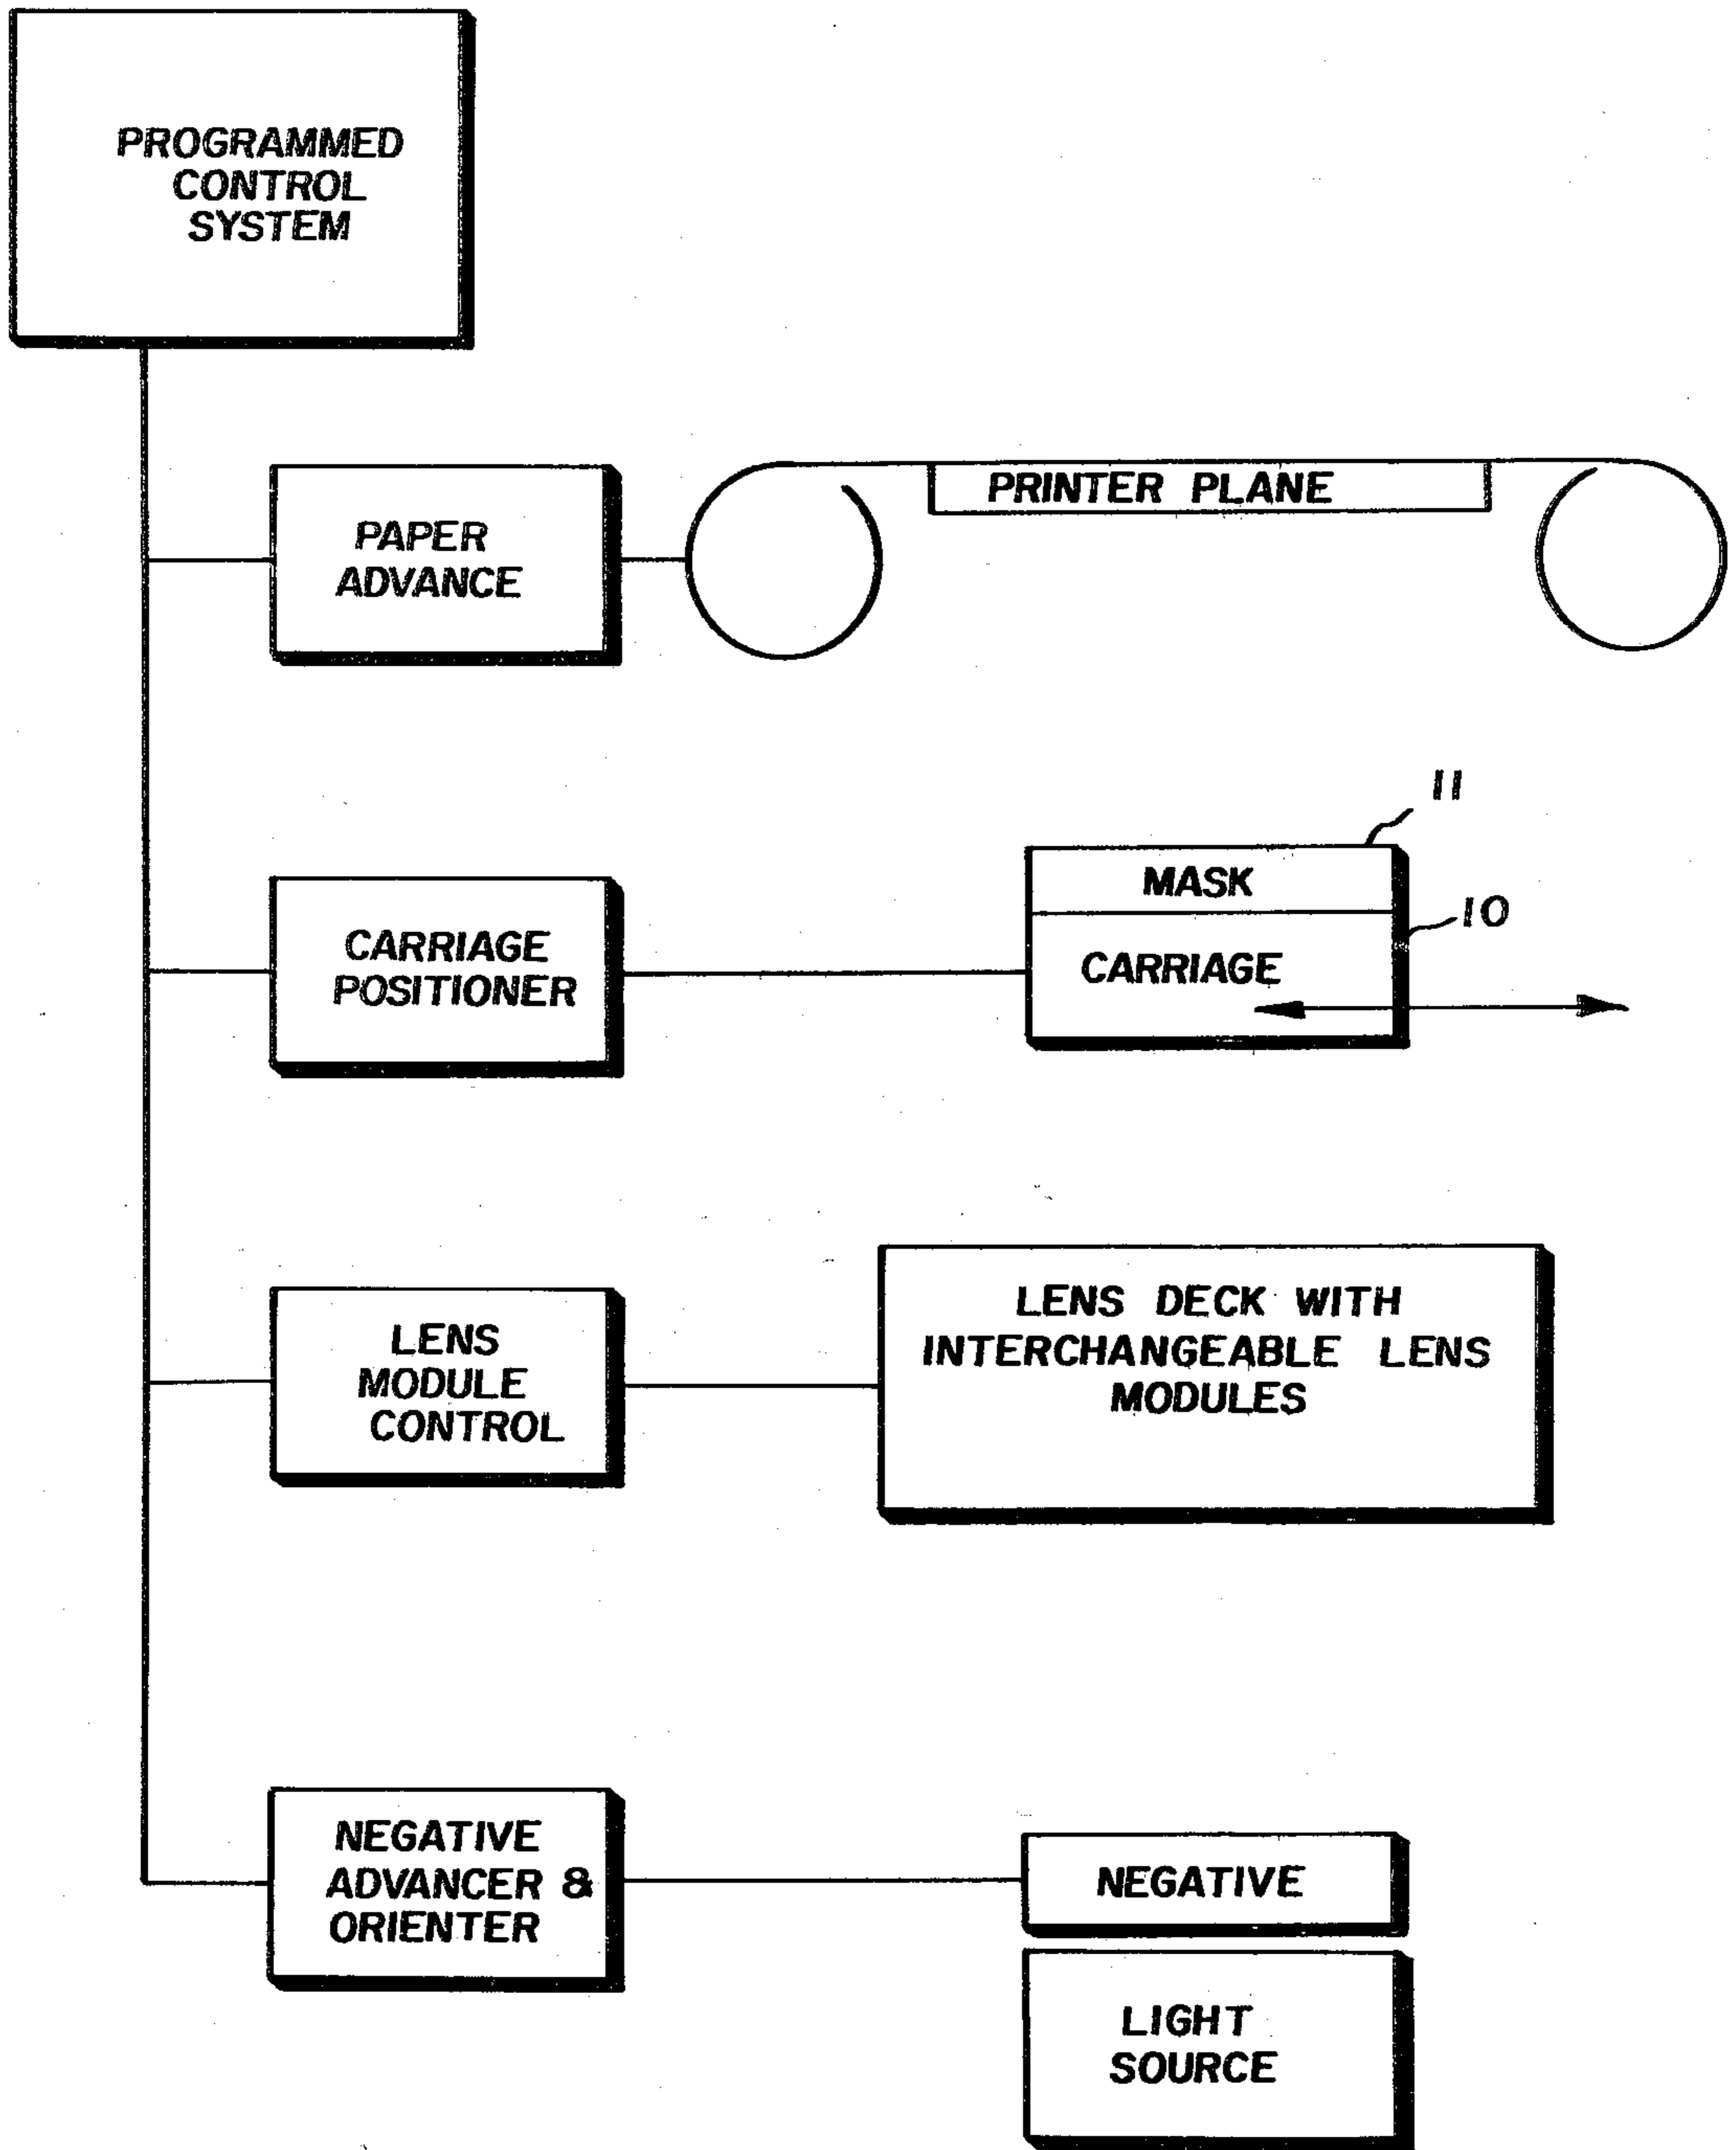 PROGRAMMED
CONTROL
SYSTEM
PAPER
ADVANCE
PRINTER PLANE
11
MASK
10
CARRIAGE
CARRIAGE
POSITIONER
LENS
MODULE
CONTROL
LENS DECK WITH
INTERCHANGEABLE LENS
MODULES
NEGATIVE
ADVANCER &
ORIENTER
NEGATIVE
LIGHT
SOURCE